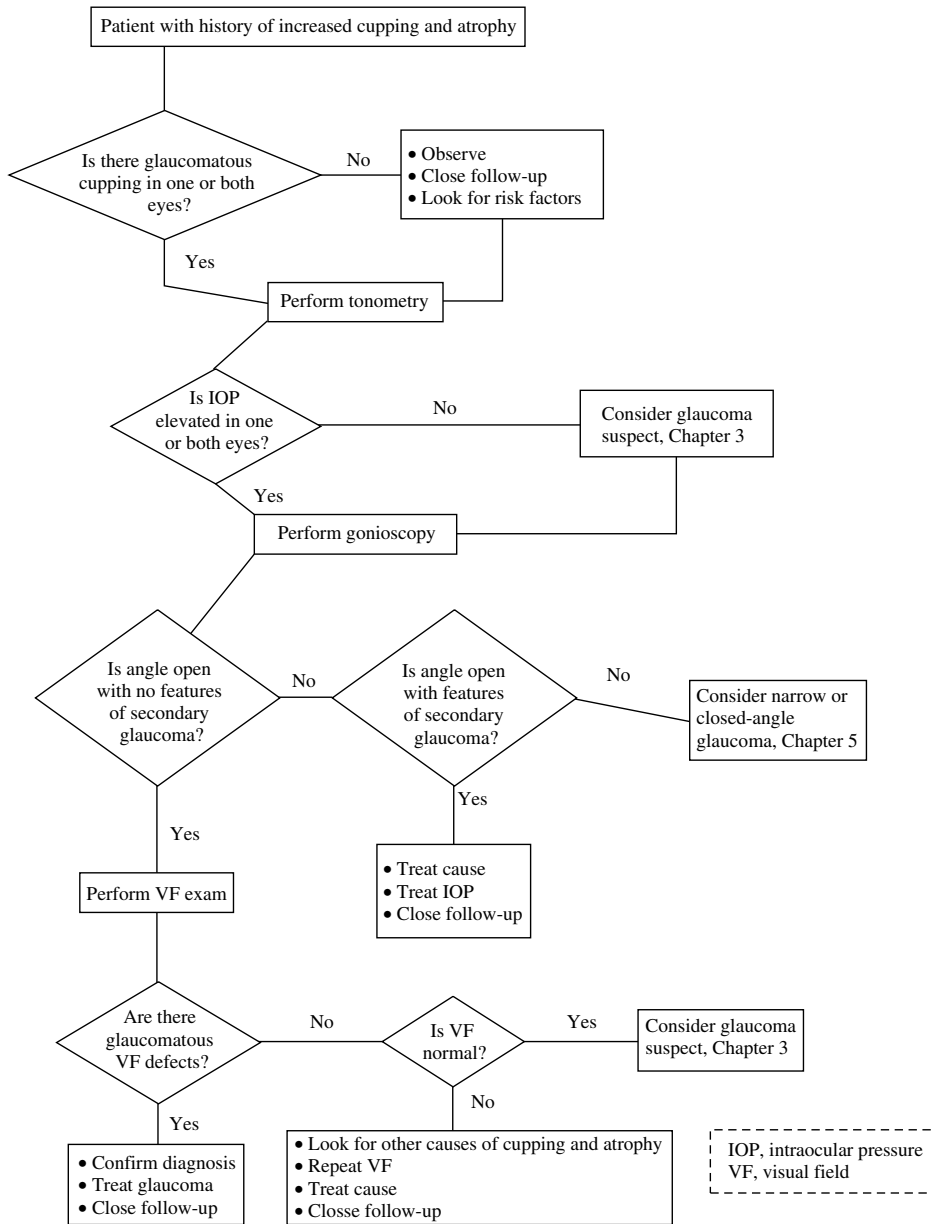 Patient with history of increased cupping and atrophy
Is there glaucomatous
cupping in one or both
eyes?
No
• Observe
• Close follow-up
• Look for risk factors
Yes
Perform tonometry
Is IOP
elevated in one
or both eyes?
No
Consider glaucoma
suspect, Chapter 3
Yes
Perform gonioscopy
Is angle open
with no features
of secondary
glaucoma?
No
Is angle open
with features
of secondary
glaucoma?
No
Consider narrow or
closed-angle
glaucoma, Chapter 5
Yes
• Treat cause
• Treat IOP
• Close follow-up
Yes
Perform VF exam
Are there
glaucomatous
VF defects?
No
Is VF
normal?
Yes
Consider glaucoma
suspect, Chapter 3
No
• Look for other causes of cupping and atrophy
• Repeat VF
• Treat cause
• Closse follow-up
Yes
• Confirm diagnosis
• Treat glaucoma
• Close follow-up
IOP, intraocular pressure
VF, visual field